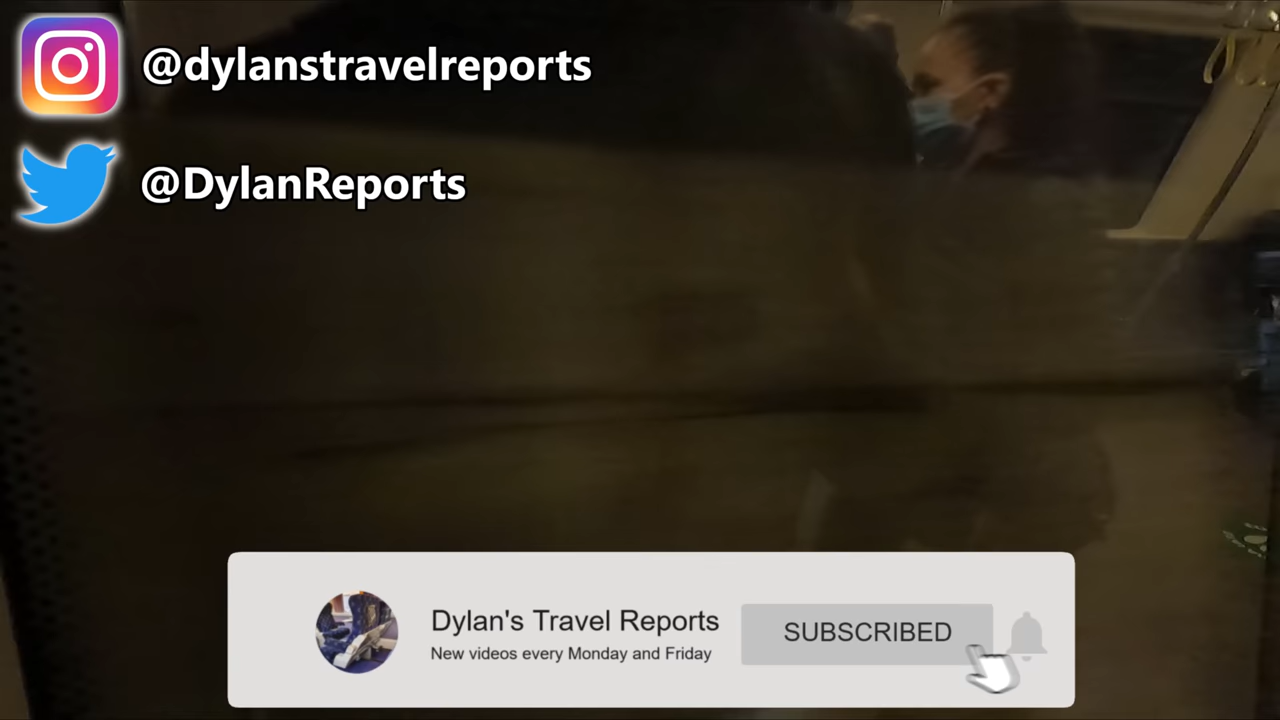 @dylanstravelreports
@DylanReports
Dylan's Travel Reports
New videos every Monday and Friday
SUBSCRIBED